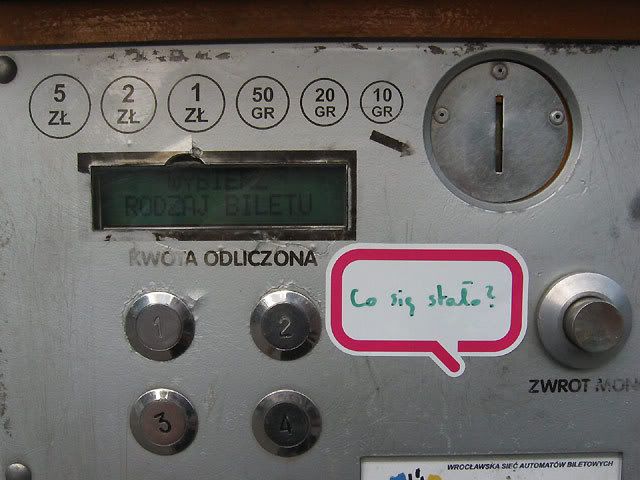 5 ZŁ
2 ZŁ
1 ZŁ
50 GR
20 GR
10 GR
WYBIERZ
RODZAJ BILETU
KWOTA ODLICZONA
Co się stało?
1
2
3
4
ZWROT MON
WROCŁAWSKA SIEĆ AUTOMATÓW BILETOWYCH